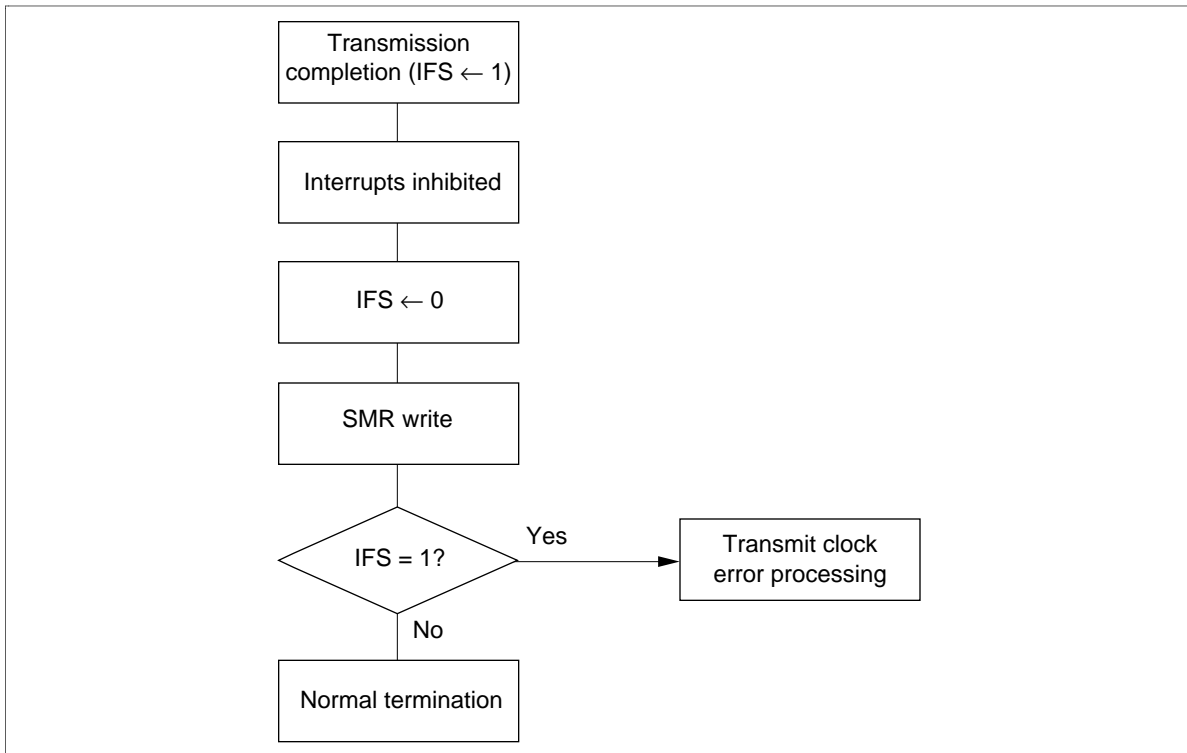 Transmission
completion (IFS ← 1)
Interrupts inhibited
IFS ← 0
SMR write
IFS = 1?
Yes
Transmit clock
error processing
No
Normal termination